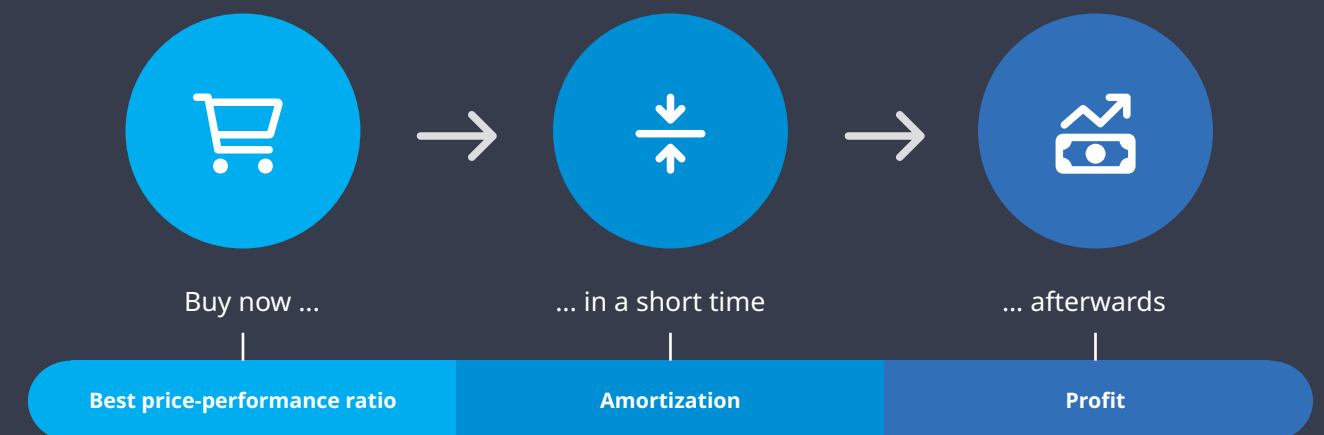 Buy now ...
... in a short time
... afterwards
Best price-performance ratio
Amortization
Profit